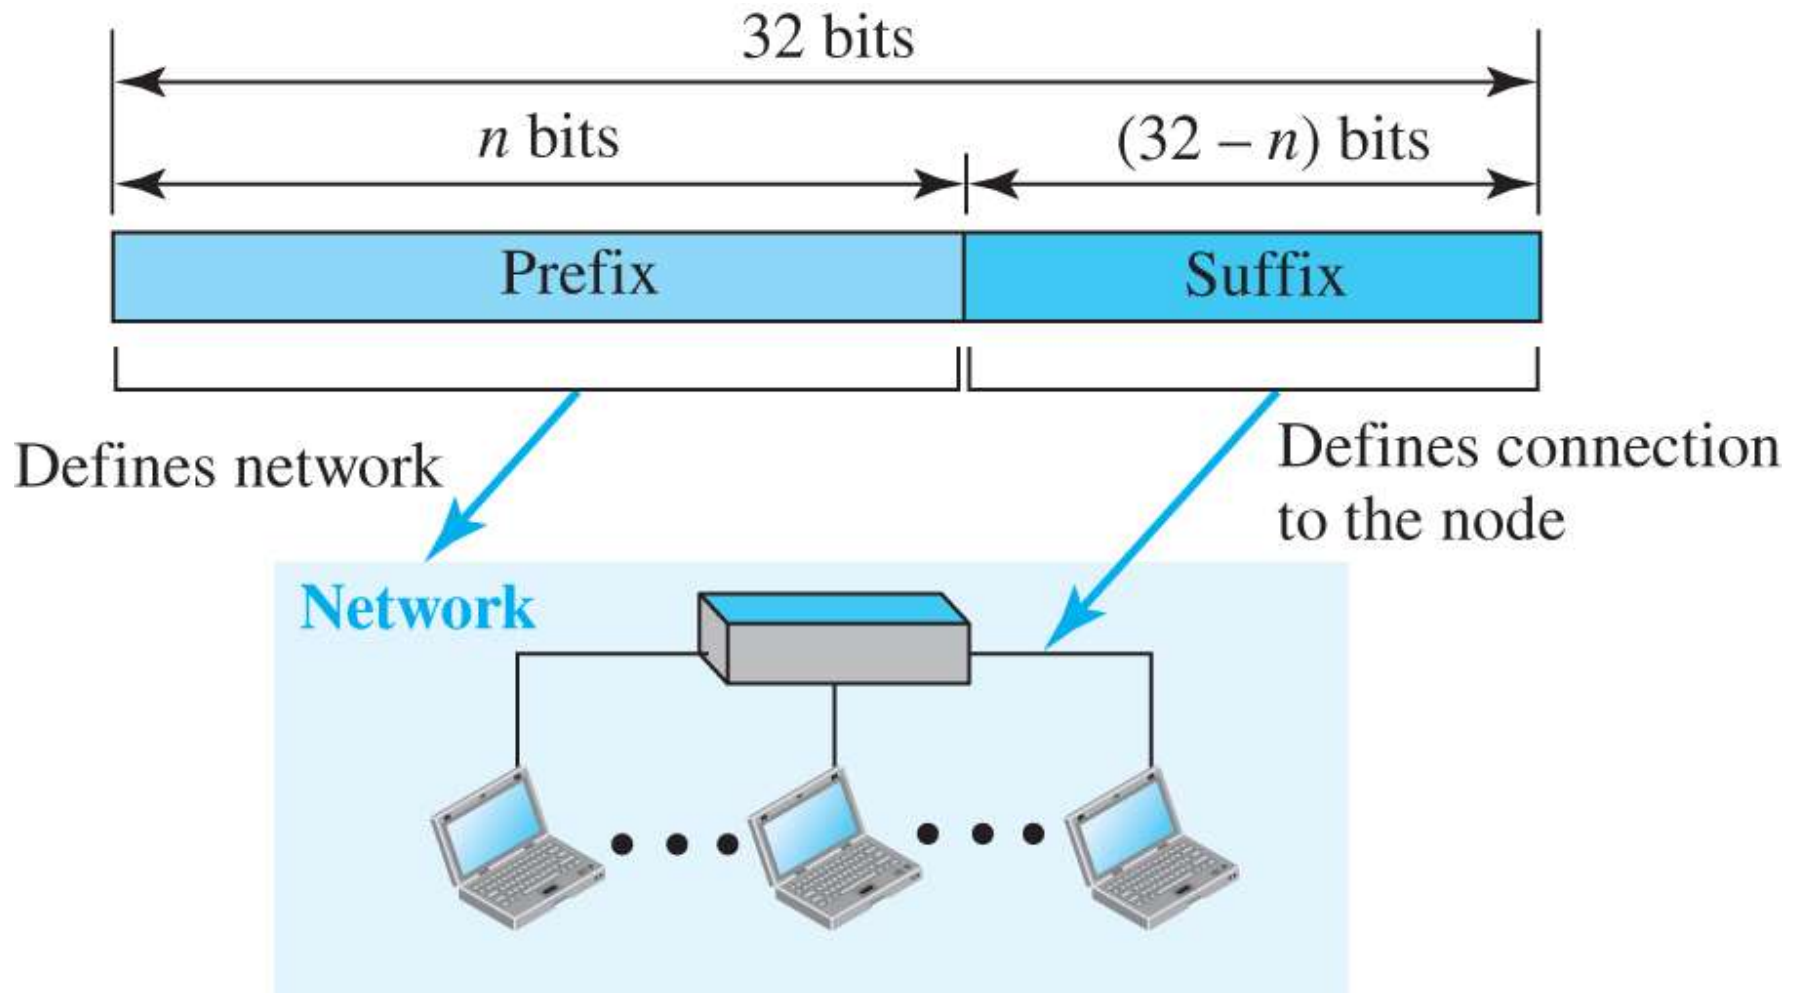 32 bits
n bits
(32 – n) bits
Prefix
Suffix
Defines network
Defines connection
to the node
Network